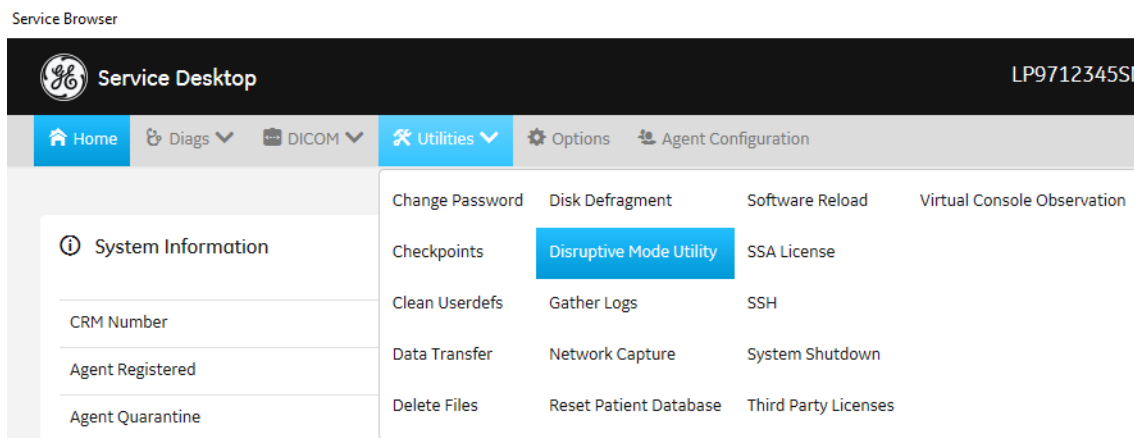 Service Browser
Service Desktop LP9712345S
Home Diags DICOM Utilities Options Agent Configuration
Change Password Disk Defragment Software Reload Virtual Console Observation
System Information
Checkpoints Disruptive Mode Utility SSA License
Clean Userdefs Gather Logs SSH
CRM Number
Data Transfer Network Capture System Shutdown
Agent Registered
Delete Files Reset Patient Database Third Party Licenses
Agent Quarantine